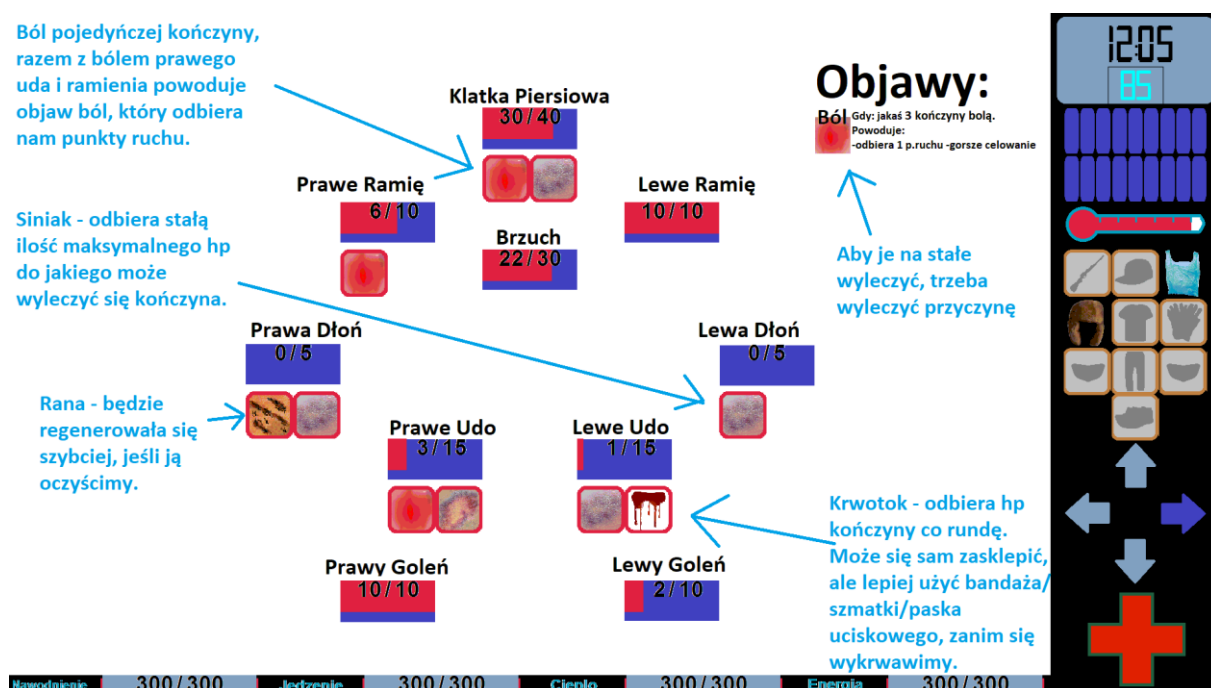 Ból pojedyńczej kończyny,
razem z bólem prawego
uda i ramienia powoduje
objaw ból, który odbiera
nam punkty ruchu.
Objawy:
Ból
Gdy: jakaś 3 kończyny bolą.
Powoduje:
-odbiera 1 p.ruchu -gorsze celowanie
12:05
85
Klatka Piersiowa
30/40
Prawe Ramię
6/10
Lewe Ramię
10/10
Brzuch
22/30
Siniak - odbiera stałą
ilość maksymalnego hp
do jakiego może
wyleczyć się kończyna.
Aby je na stałe
wyleczyć, trzeba
wyleczyć przyczynę
Prawa Dłoń
0/5
Lewa Dłoń
0/5
Rana - będzie
regenerowała się
szybciej, jeśli ją
oczyścimy.
Prawe Udo
3/15
Lewe Udo
1/15
Krwotok - odbiera hp
kończyny co rundę.
Może się sam zasklepić,
ale lepiej użyć bandaża/
szmatki/paska
uciskowego, zanim się
wykrwawimy.
Prawy Goleń
10/10
Lewy Goleń
2/10
Nawodnienie 300/300 Jedzenie 300/300 Ciepło 300/300 Energia 300/300